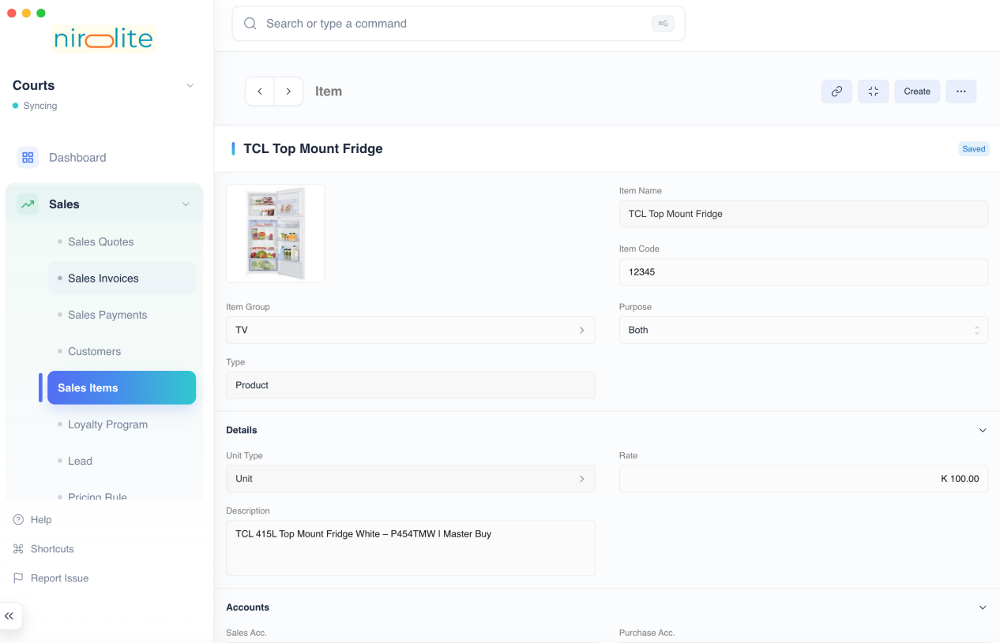 nirolite
Courts
Syncing
Dashboard
Sales
Sales Quotes
Sales Invoices
Sales Payments
Customers
Sales Items
Loyalty Program
Lead
Pricing Rule
Help
Shortcuts
Report Issue
Search or type a command
⌘G
Item
Create
TCL Top Mount Fridge
Saved
Item Name
TCL Top Mount Fridge
Item Code
12345
Item Group
TV
Purpose
Both
Type
Product
Details
Unit Type
Unit
Rate
K 100.00
Description
TCL 415L Top Mount Fridge White – P454TMW | Master Buy
Accounts
Sales Acc.
Purchase Acc.